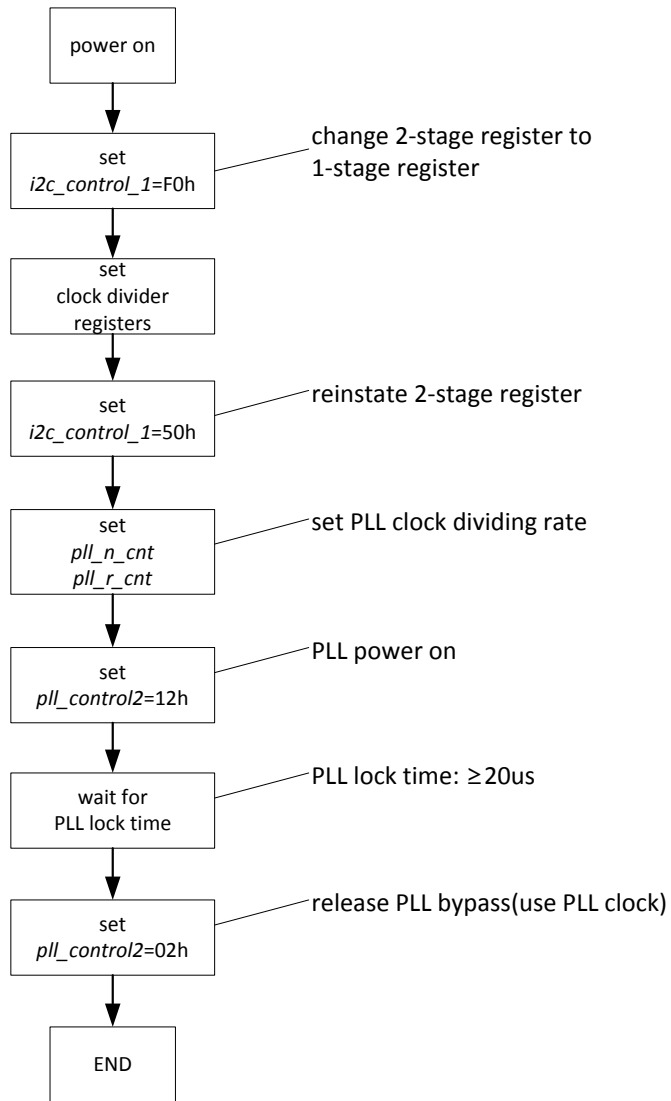 power on
set
i2c_control_1=F0h
change 2-stage register to
1-stage register
set
clock divider
registers
set
i2c_control_1=50h
reinstate 2-stage register
set
pll_n_cnt
pll_r_cnt
set PLL clock dividing rate
set
pll_control2=12h
PLL power on
wait for
PLL lock time
PLL lock time: ≥20us
set
pll_control2=02h
release PLL bypass(use PLL clock)
END